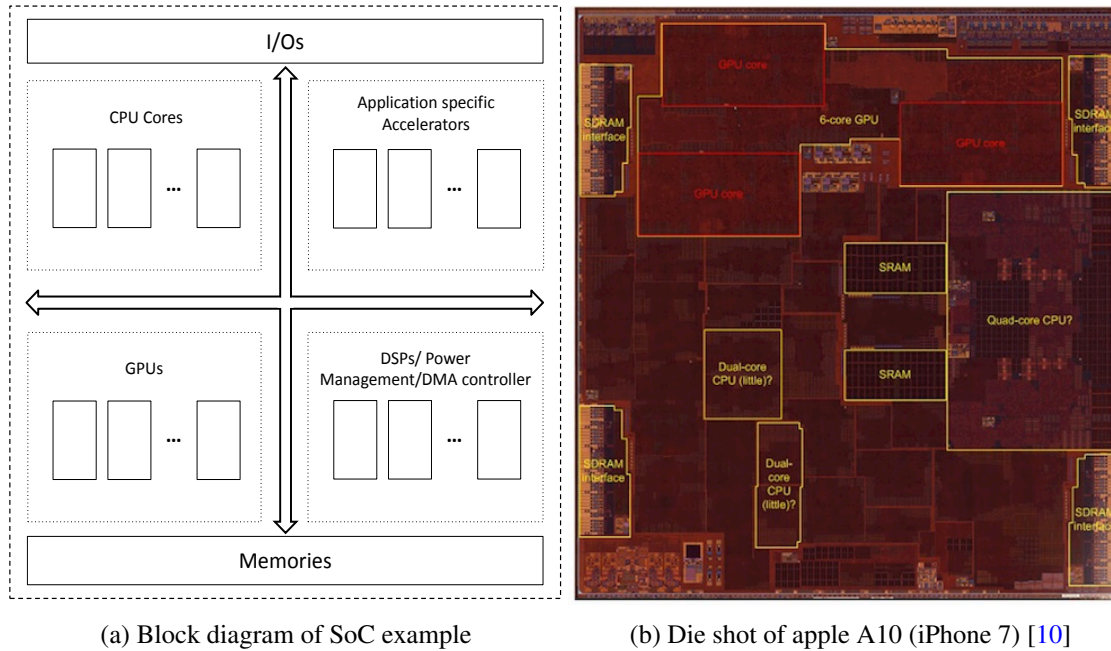 I/Os
CPU Cores
...
Application specific
Accelerators
...
GPUs
...
DSPs/ Power
Management/DMA controller
...
Memories
(a) Block diagram of SoC example
GPU core
SDRAM
interface
6-core GPU
GPU core
SDRAM
interface
GPU core
SRAM
Quad-core CPU?
SRAM
Dual-core
CPU (little)?
SDRAM
interface
Dual-
core
CPU
(little)?
SDRAM
interface
(b) Die shot of apple A10 (iPhone 7) [10]